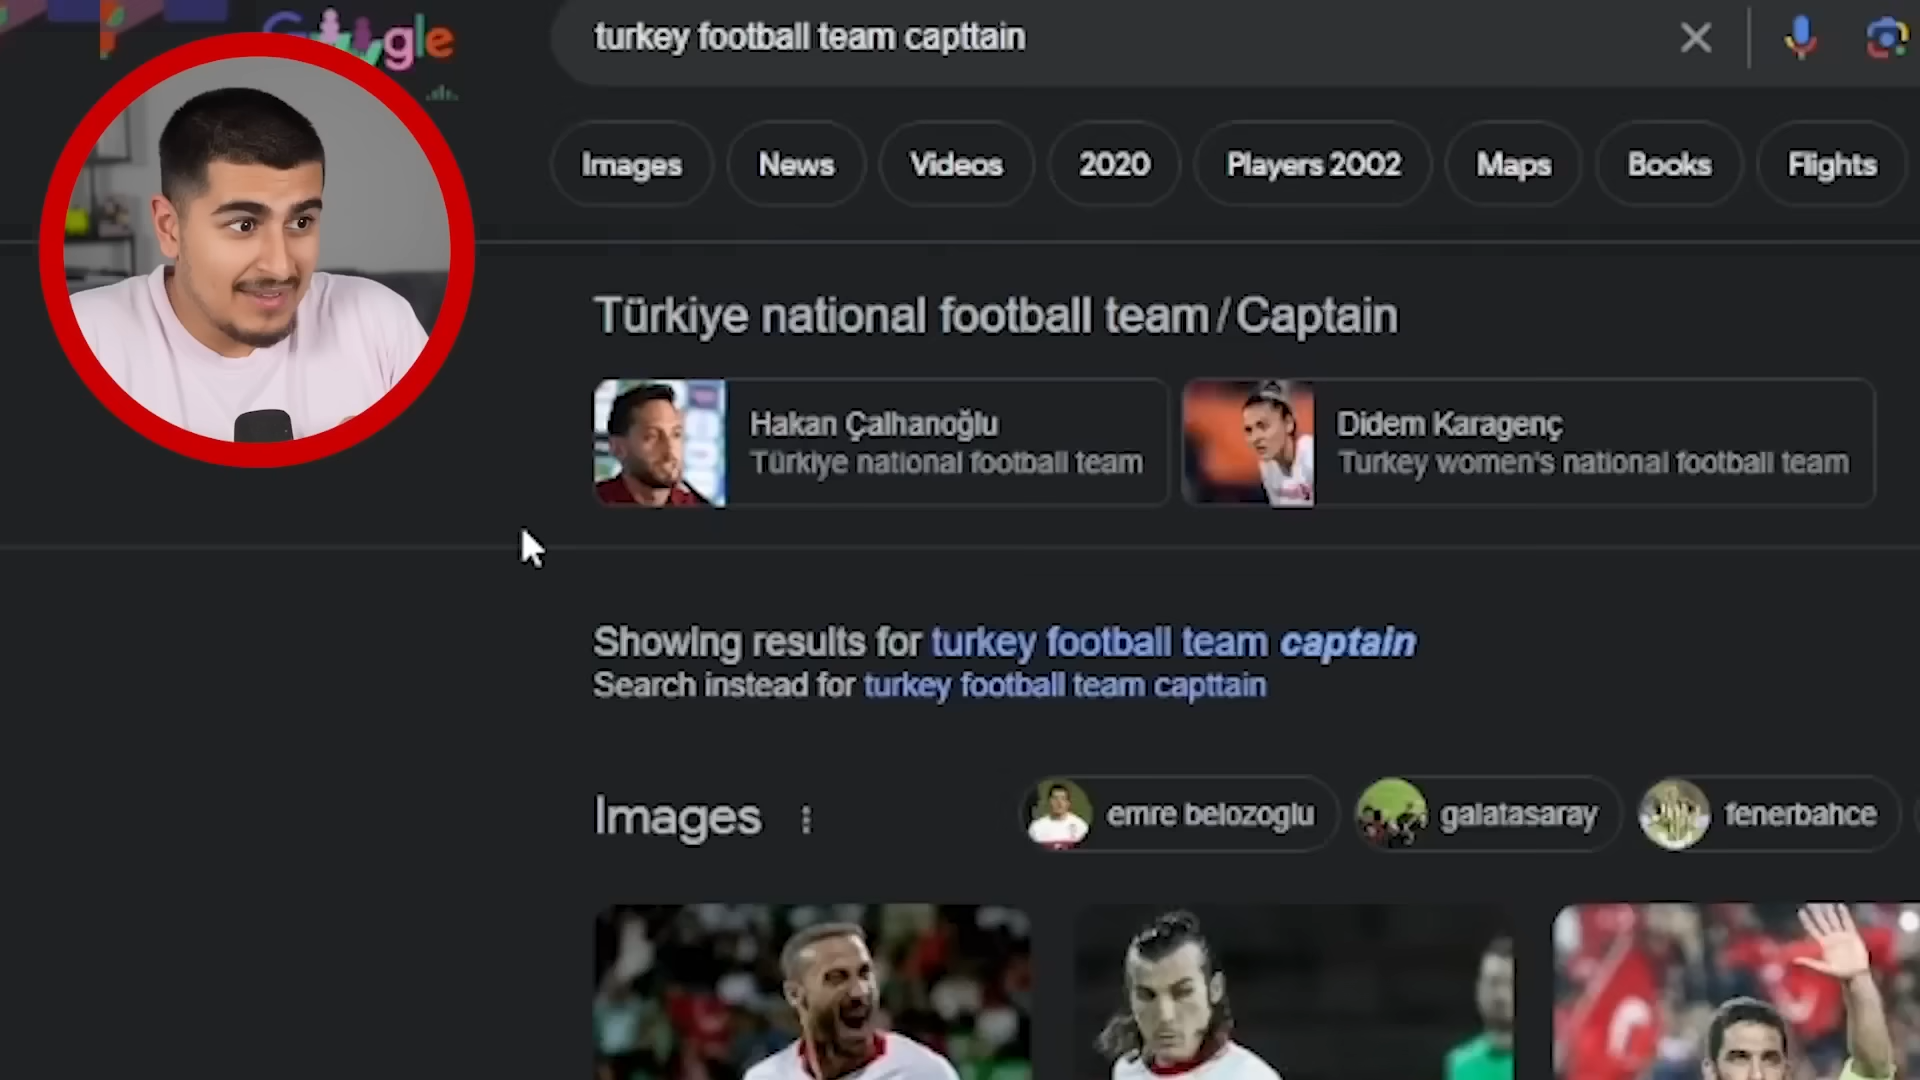 Google
turkey football team capttain
Images
News
Videos
2020
Players 2002
Maps
Books
Flights
Türkiye national football team / Captain
Hakan Çalhanoğlu
Türkiye national football team
Didem Karagenç
Turkey women's national football team
Showing results for turkey football team captain
Search instead for turkey football team capttain
Images
emre belozoglu
galatasaray
fenerbahce